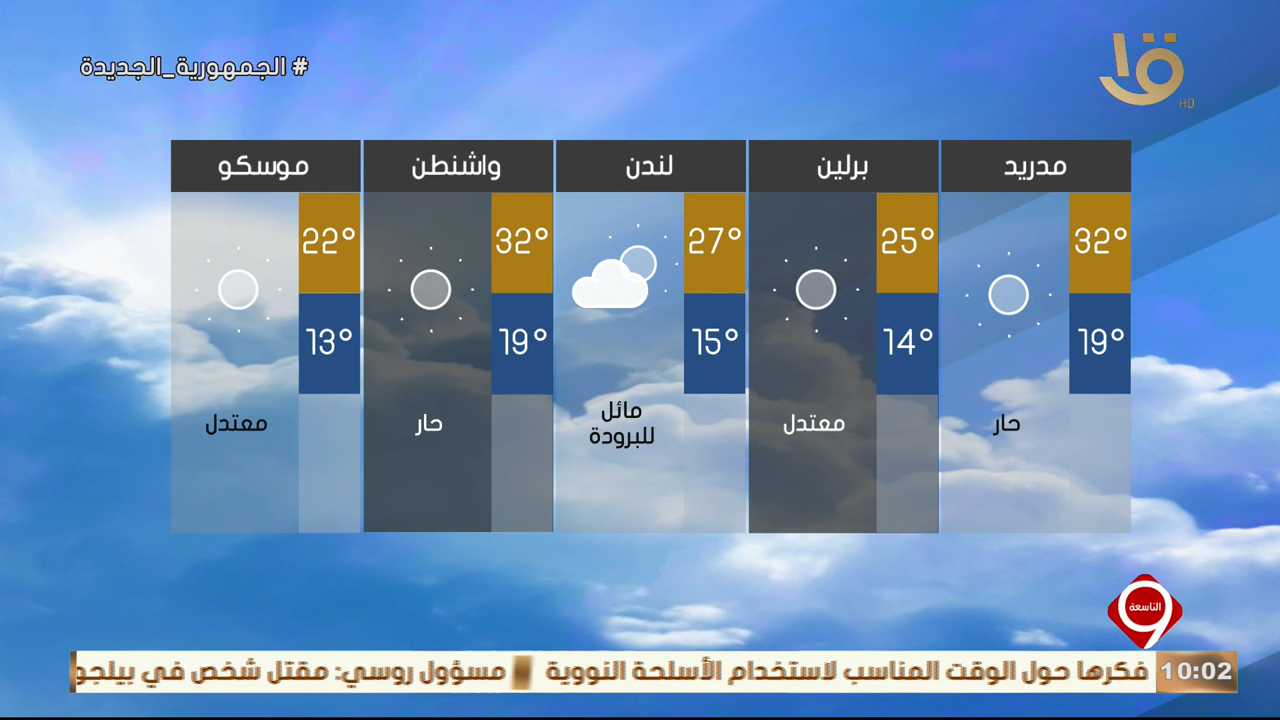 # الجمهورية_الجديدة
HD
مدريد
32°
19°
حار
برلين
25°
14°
معتدل
لندن
27°
15°
مائل
للبرودة
واشنطن
32°
19°
حار
موسكو
22°
13°
معتدل
التاسعة
9
10:02
فكرها حول الوقت المناسب لاستخدام الأسلحة النووية
مسؤول روسي: مقتل شخص في بيلجو